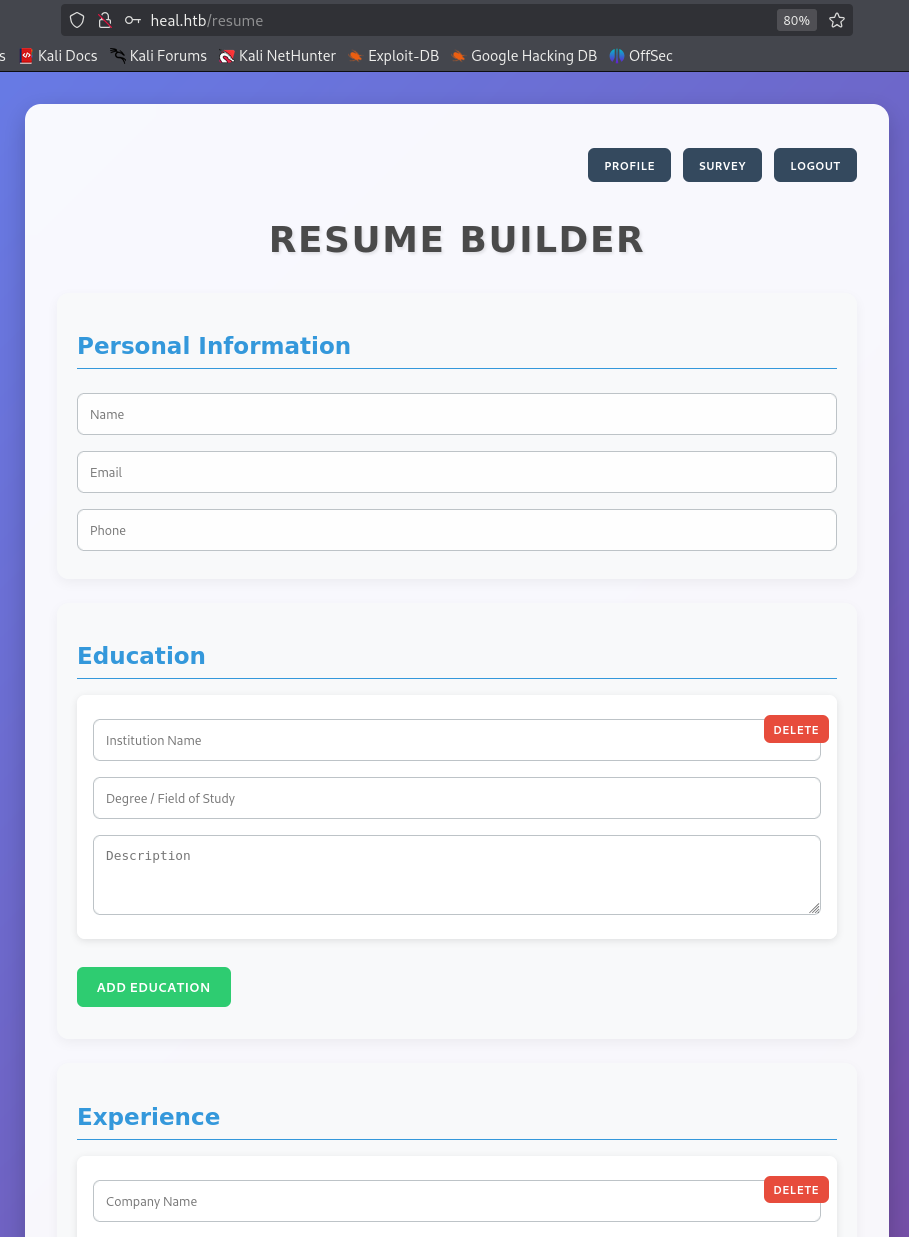 heal.htb/resume 80%
s Kali Docs Kali Forums Kali NetHunter Exploit-DB Google Hacking DB OffSec
PROFILE SURVEY LOGOUT
RESUME BUILDER
Personal Information
Name
Email
Phone
Education
Institution Name
DELETE
Degree / Field of Study
Description
ADD EDUCATION
Experience
Company Name
DELETE